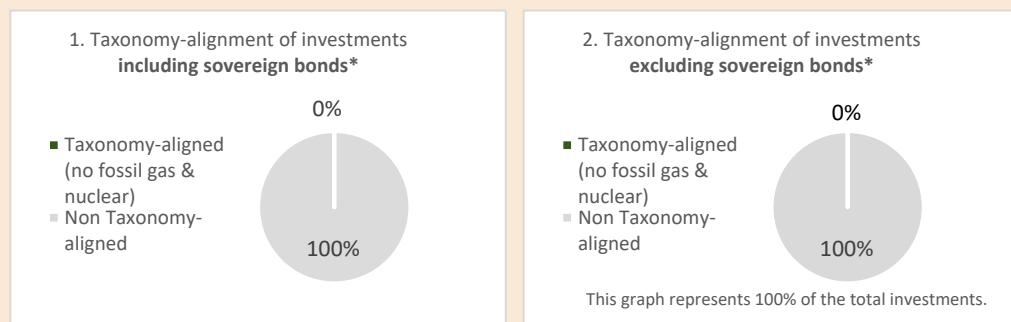 1. Taxonomy-alignment of investments
including sovereign bonds*
0%
Taxonomy-aligned
(no fossil gas &
nuclear)
Non Taxonomy-
aligned
100%
2. Taxonomy-alignment of investments
excluding sovereign bonds*
0%
Taxonomy-aligned
(no fossil gas &
nuclear)
Non Taxonomy-
aligned
100%
This graph represents 100% of the total investments.